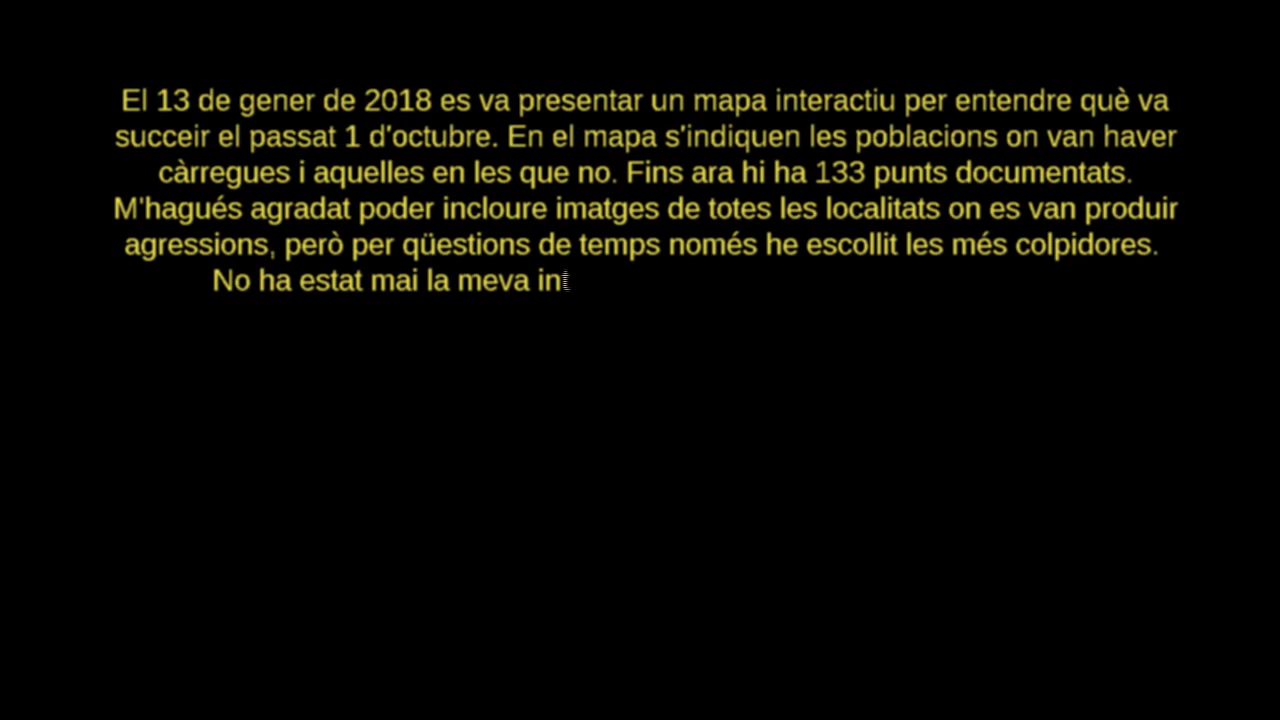 El 13 de gener de 2018 es va presentar un mapa interactiu per entendre què va
succeir el passat 1 d'octubre. En el mapa s'indiquen les poblacions on van haver
càrregues i aquelles en les que no. Fins ara hi ha 133 punts documentats.
M'hagués agradat poder incloure imatges de totes les localitats on es van produir
agressions, però per qüestions de temps només he escollit les més colpidores.
No ha estat mai la meva in